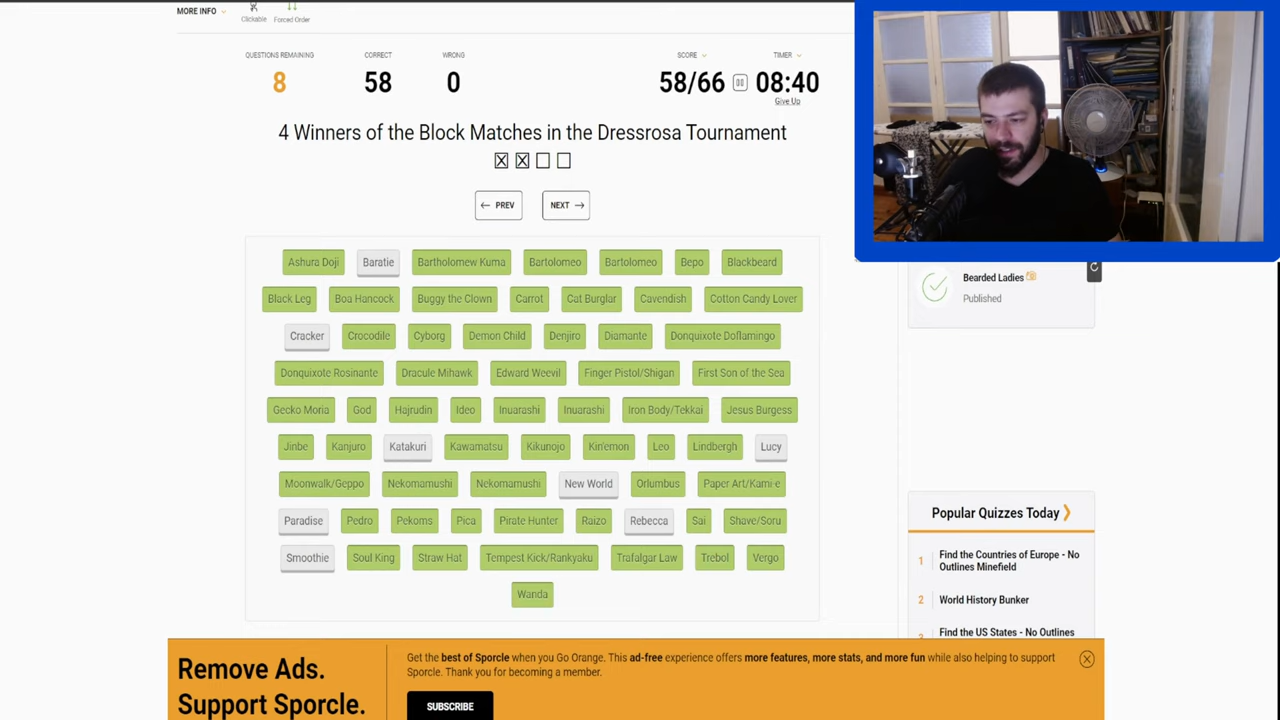 MORE INFO
Clickable Forced Order
QUESTIONS REMAINING CORRECT WRONG SCORE TIMER
8 58 0 58/66 08:40
Give Up
4 Winners of the Block Matches in the Dressrosa Tournament
← PREV NEXT →
Ashura Doji Baratie Bartholomew Kuma Bartolomeo Bartolomeo Bepo Blackbeard
Black Leg Boa Hancock Buggy the Clown Carrot Cat Burglar Cavendish Cotton Candy Lover
Cracker Crocodile Cyborg Demon Child Denjiro Diamante Donquixote Doflamingo
Donquixote Rosinante Dracule Mihawk Edward Weevil Finger Pistol/Shigan First Son of the Sea
Gecko Moria God Hajrudin Ideo Inuarashi Inuarashi Iron Body/Tekkai Jesus Burgess
Jinbe Kanjuro Katakuri Kawamatsu Kikunojo Kin'emon Leo Lindbergh Lucy
Moonwalk/Geppo Nekomamushi Nekomamushi New World Orlumbus Paper Art/Kami-e
Paradise Pedro Pekoms Pica Pirate Hunter Raizo Rebecca Sai Shave/Soru
Smoothie Soul King Straw Hat Tempest Kick/Rankyaku Trafalgar Law Trebol Vergo
Wanda
Bearded Ladies
Published
Popular Quizzes Today ❯
1 Find the Countries of Europe - No
Outlines Minefield
2 World History Bunker
3 Find the US States - No Outlines
Remove Ads.
Support Sporcle.
Get the best of Sporcle when you Go Orange. This ad-free experience offers more features, more stats, and more fun while also helping to support
Sporcle. Thank you for becoming a member.
SUBSCRIBE